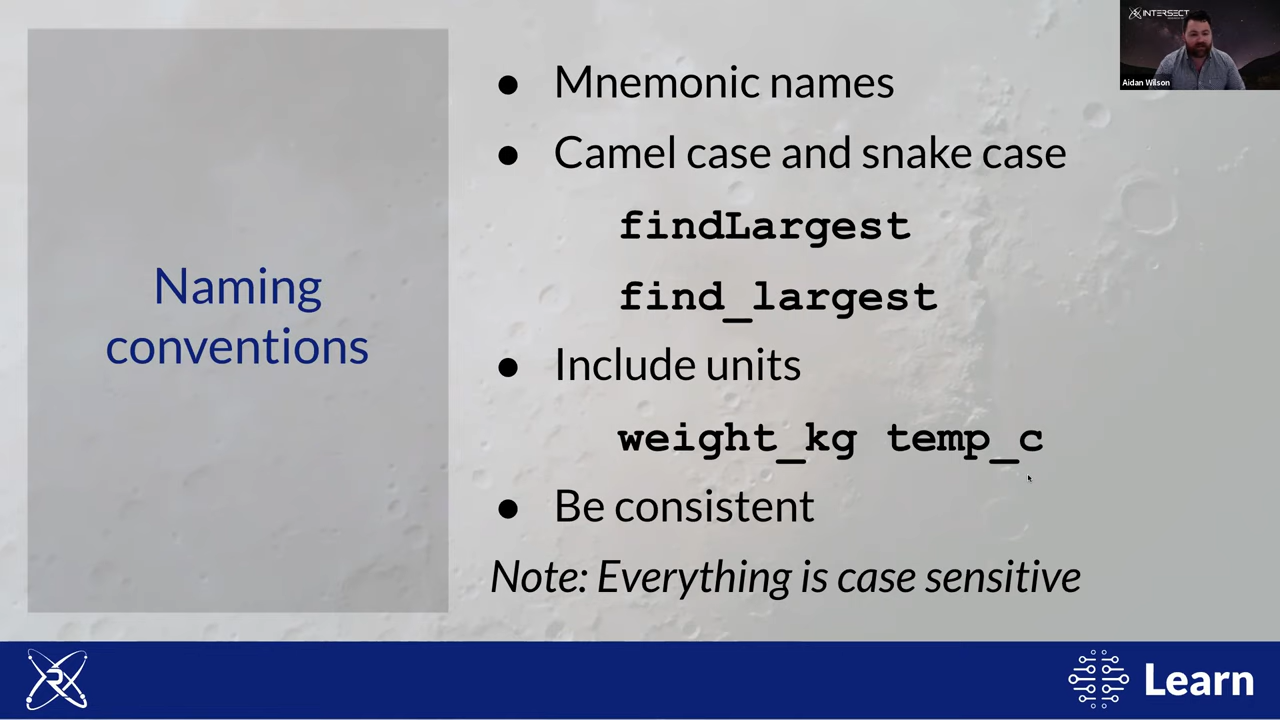 Naming
conventions
● Mnemonic names
● Camel case and snake case
findLargest
find_largest
● Include units
weight_kg temp_c
● Be consistent
Note: Everything is case sensitive
INTERSECT
Aidan Wilson
R
Learn